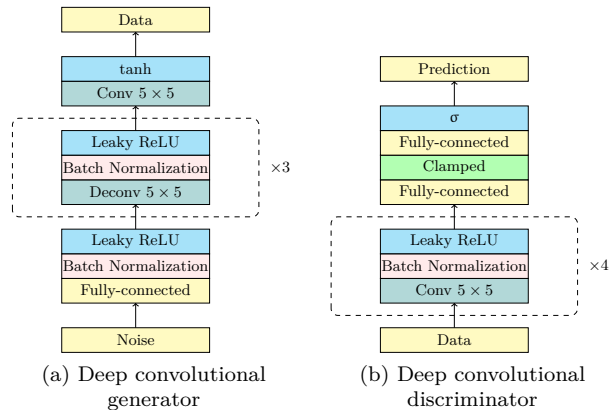 Data
tanh
Conv 5 × 5
Leaky ReLU
Batch Normalization
Deconv 5 × 5
×3
Leaky ReLU
Batch Normalization
Fully-connected
Noise
(a) Deep convolutional
generator
Prediction
σ
Fully-connected
Clamped
Fully-connected
Leaky ReLU
Batch Normalization
Conv 5 × 5
×4
Data
(b) Deep convolutional
discriminator